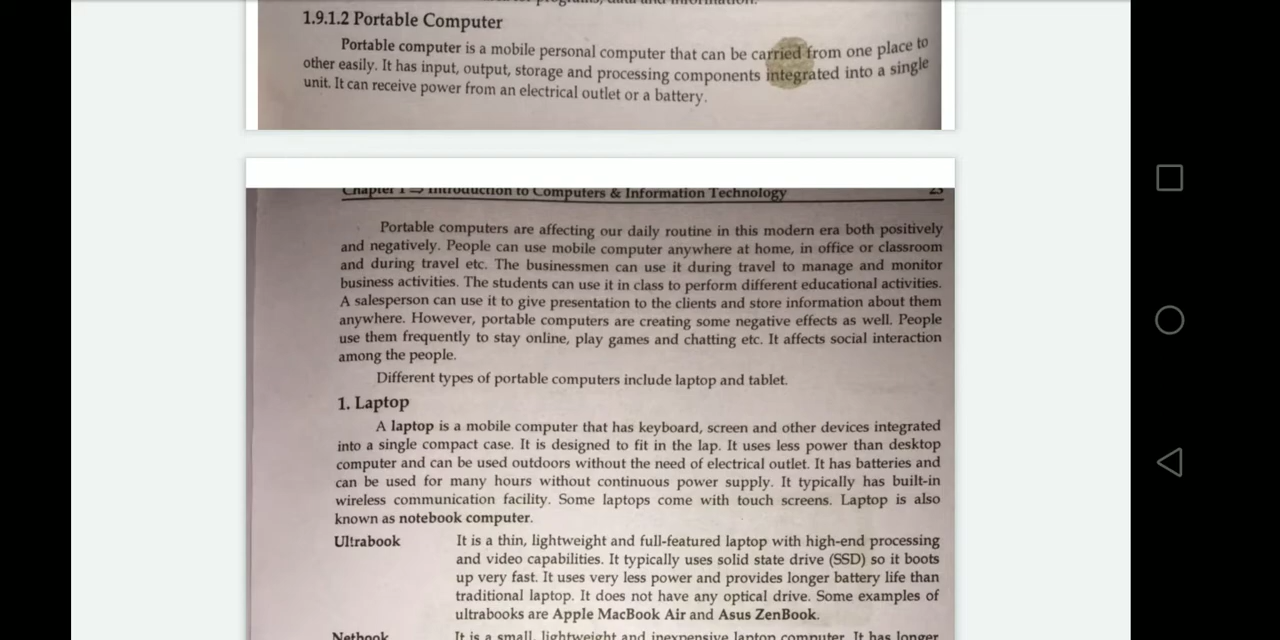 1.9.1.2 Portable Computer
Portable computer is a mobile personal computer that can be carried from one place to
other easily. It has input, output, storage and processing components integrated into a single
unit. It can receive power from an electrical outlet or a battery.
Chapter 1 ⇒ Introduction to Computers & Information Technology 23
Portable computers are affecting our daily routine in this modern era both positively
and negatively. People can use mobile computer anywhere at home, in office or classroom
and during travel etc. The businessmen can use it during travel to manage and monitor
business activities. The students can use it in class to perform different educational activities.
A salesperson can use it to give presentation to the clients and store information about them
anywhere. However, portable computers are creating some negative effects as well. People
use them frequently to stay online, play games and chatting etc. It affects social interaction
among the people.
Different types of portable computers include laptop and tablet.
1. Laptop
A laptop is a mobile computer that has keyboard, screen and other devices integrated
into a single compact case. It is designed to fit in the lap. It uses less power than desktop
computer and can be used outdoors without the need of electrical outlet. It has batteries and
can be used for many hours without continuous power supply. It typically has built-in
wireless communication facility. Some laptops come with touch screens. Laptop is also
known as notebook computer.
Ultrabook It is a thin, lightweight and full-featured laptop with high-end processing
and video capabilities. It typically uses solid state drive (SSD) so it boots
up very fast. It uses very less power and provides longer battery life than
traditional laptop. It does not have any optical drive. Some examples of
ultrabooks are Apple MacBook Air and Asus ZenBook.
Netbook It is a small, lightweight and inexpensive laptop computer. It has longer